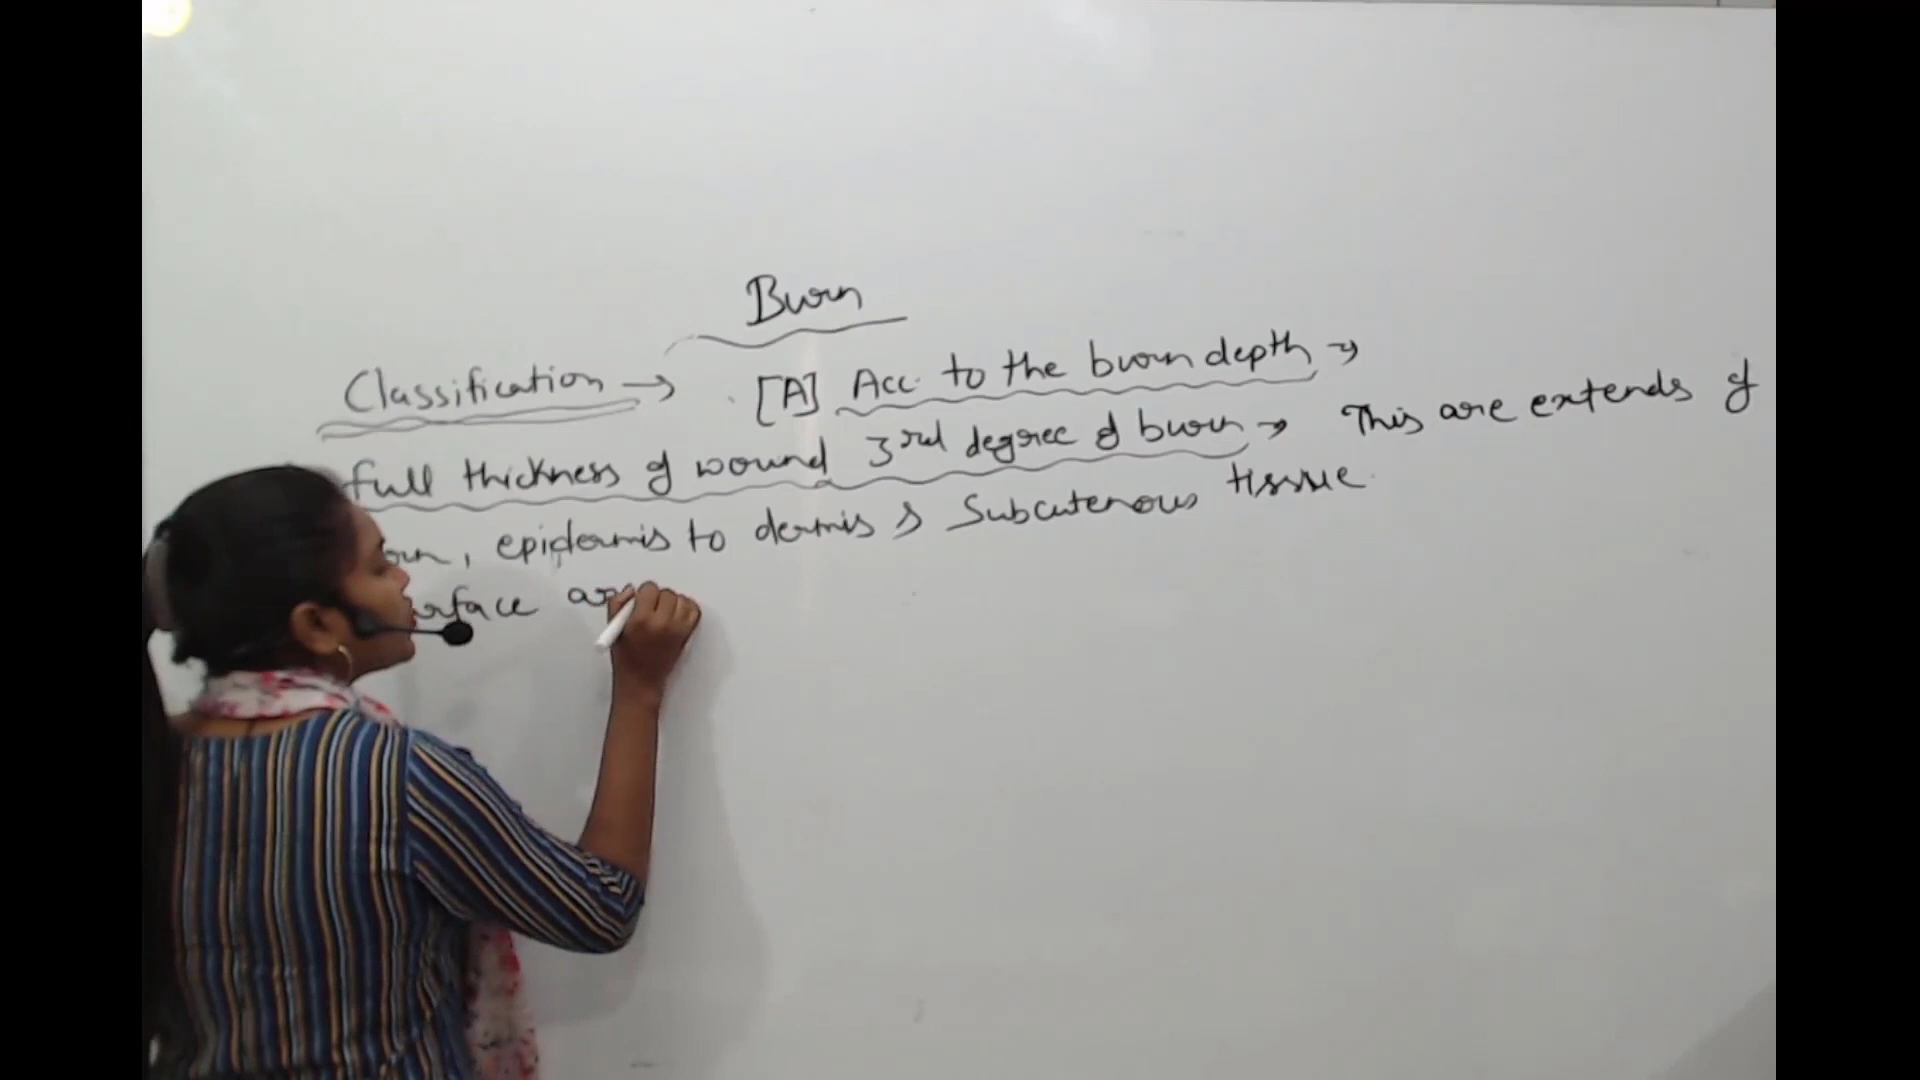 Burn
Classification → [A] Acc. to the burn depth →
full thickness of wound 3rd degree of burn → This are extends of
epidermis to dermis & Subcutenous tissue.